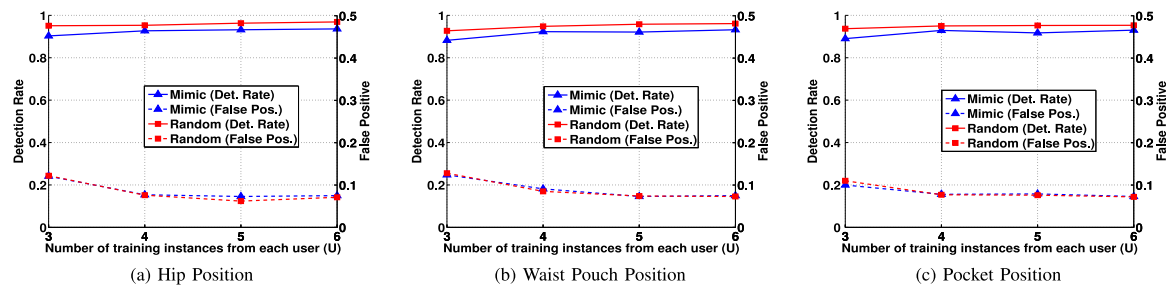 Detection Rate
1
0.8
0.6
0.4
0.2
0
0.5
0.4
0.3
0.2
0.1
0
False Positive
Mimic (Det. Rate)
Mimic (False Pos.)
Random (Det. Rate)
Random (False Pos.)
3 4 5 6
Number of training instances from each user (U)
(a) Hip Position
Detection Rate
1
0.8
0.6
0.4
0.2
0
0.5
0.4
0.3
0.2
0.1
0
False Positive
Mimic (Det. Rate)
Mimic (False Pos.)
Random (Det. Rate)
Random (False Pos.)
3 4 5 6
Number of training instances from each user (U)
(b) Waist Pouch Position
Detection Rate
1
0.8
0.6
0.4
0.2
0
0.5
0.4
0.3
0.2
0.1
0
False Positive
Mimic (Det. Rate)
Mimic (False Pos.)
Random (Det. Rate)
Random (False Pos.)
3 4 5 6
Number of training instances from each user (U)
(c) Pocket Position